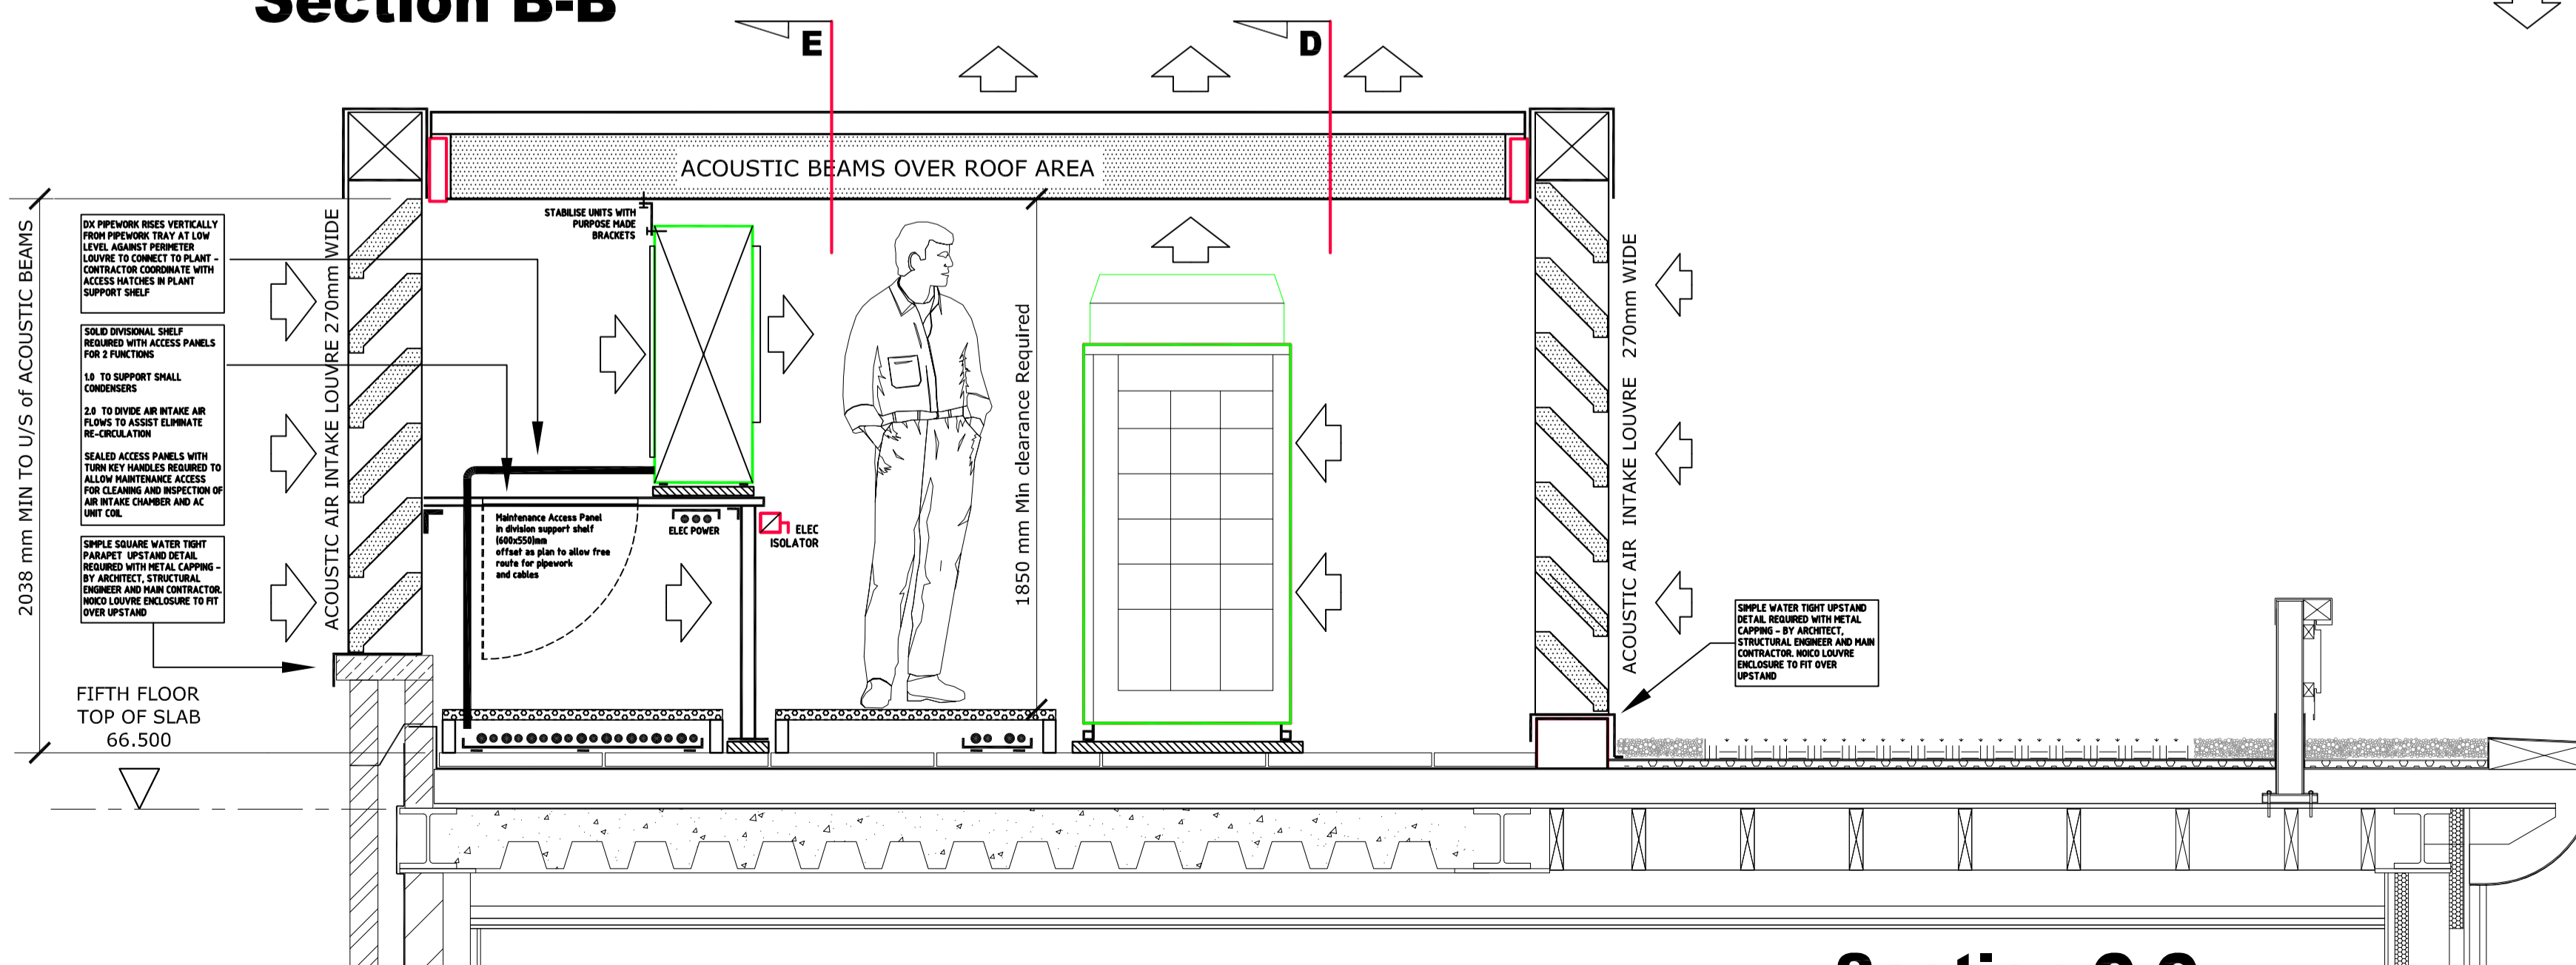 Section B-B
E
D
ACOUSTIC BEAMS OVER ROOF AREA
2038 mm MIN TO U/S of ACOUSTIC BEAMS
DX PIPEWORK RISES VERTICALLY
FROM PIPEWORK TRAY AT LOW
LEVEL AGAINST PERIMETER
LOUVRE TO CONNECT TO PLANT -
CONTRACTOR COORDINATE WITH
ACCESS HATCHES IN PLANT
SUPPORT SHELF
SOLID DIVISIONAL SHELF
REQUIRED WITH ACCESS PANELS
FOR 2 FUNCTIONS
1.0 TO SUPPORT SMALL
CONDENSERS
2.0 TO DIVIDE AIR INTAKE AIR
FLOWS TO ASSIST ELIMINATE
RE-CIRCULATION
SEALED ACCESS PANELS WITH
TURN KEY HANDLES REQUIRED TO
ALLOW MAINTENANCE ACCESS
FOR CLEANING AND INSPECTION OF
AIR INTAKE CHAMBER AND AC
UNIT COIL
SIMPLE SQUARE WATER TIGHT
PARAPET UPSTAND DETAIL
REQUIRED WITH METAL CAPPING -
BY ARCHITECT, STRUCTURAL
ENGINEER AND MAIN CONTRACTOR.
NOICO LOUVRE ENCLOSURE TO FIT
OVER UPSTAND
FIFTH FLOOR
TOP OF SLAB
66.500
ACOUSTIC AIR INTAKE LOUVRE 270mm WIDE
STABILISE UNITS WITH
PURPOSE MADE
BRACKETS
Maintenance Access Panel
in division support shelf
(600x550)mm
offset as plan to allow free
route for pipework
and cables
ELEC POWER
ELEC
ISOLATOR
1850 mm Min clearance Required
ACOUSTIC AIR INTAKE LOUVRE 270mm WIDE
SIMPLE WATER TIGHT UPSTAND
DETAIL REQUIRED WITH METAL
CAPPING - BY ARCHITECT,
STRUCTURAL ENGINEER AND MAIN
CONTRACTOR. NOICO LOUVRE
ENCLOSURE TO FIT OVER
UPSTAND